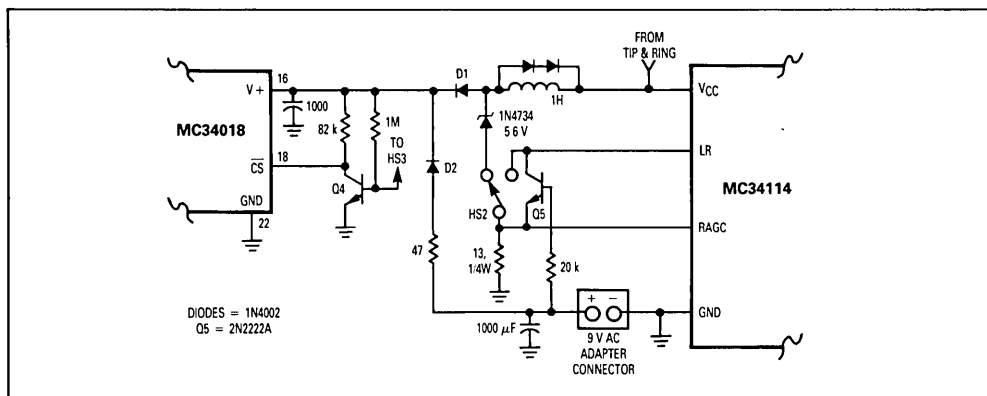 FROM
TIP & RING
16
V +
D1
VCC
1H
1000
1N4734
5 6 V
82 k
1M
TO
HS3
MC34018
LR
18
CS
D2
MC34114
Q4
GND
HS2
Q5
RAGC
22
47
13,
1/4W
20 k
DIODES = 1N4002
Q5 = 2N2222A
+ −
GND
1000 µF
9 V AC
ADAPTER
CONNECTOR